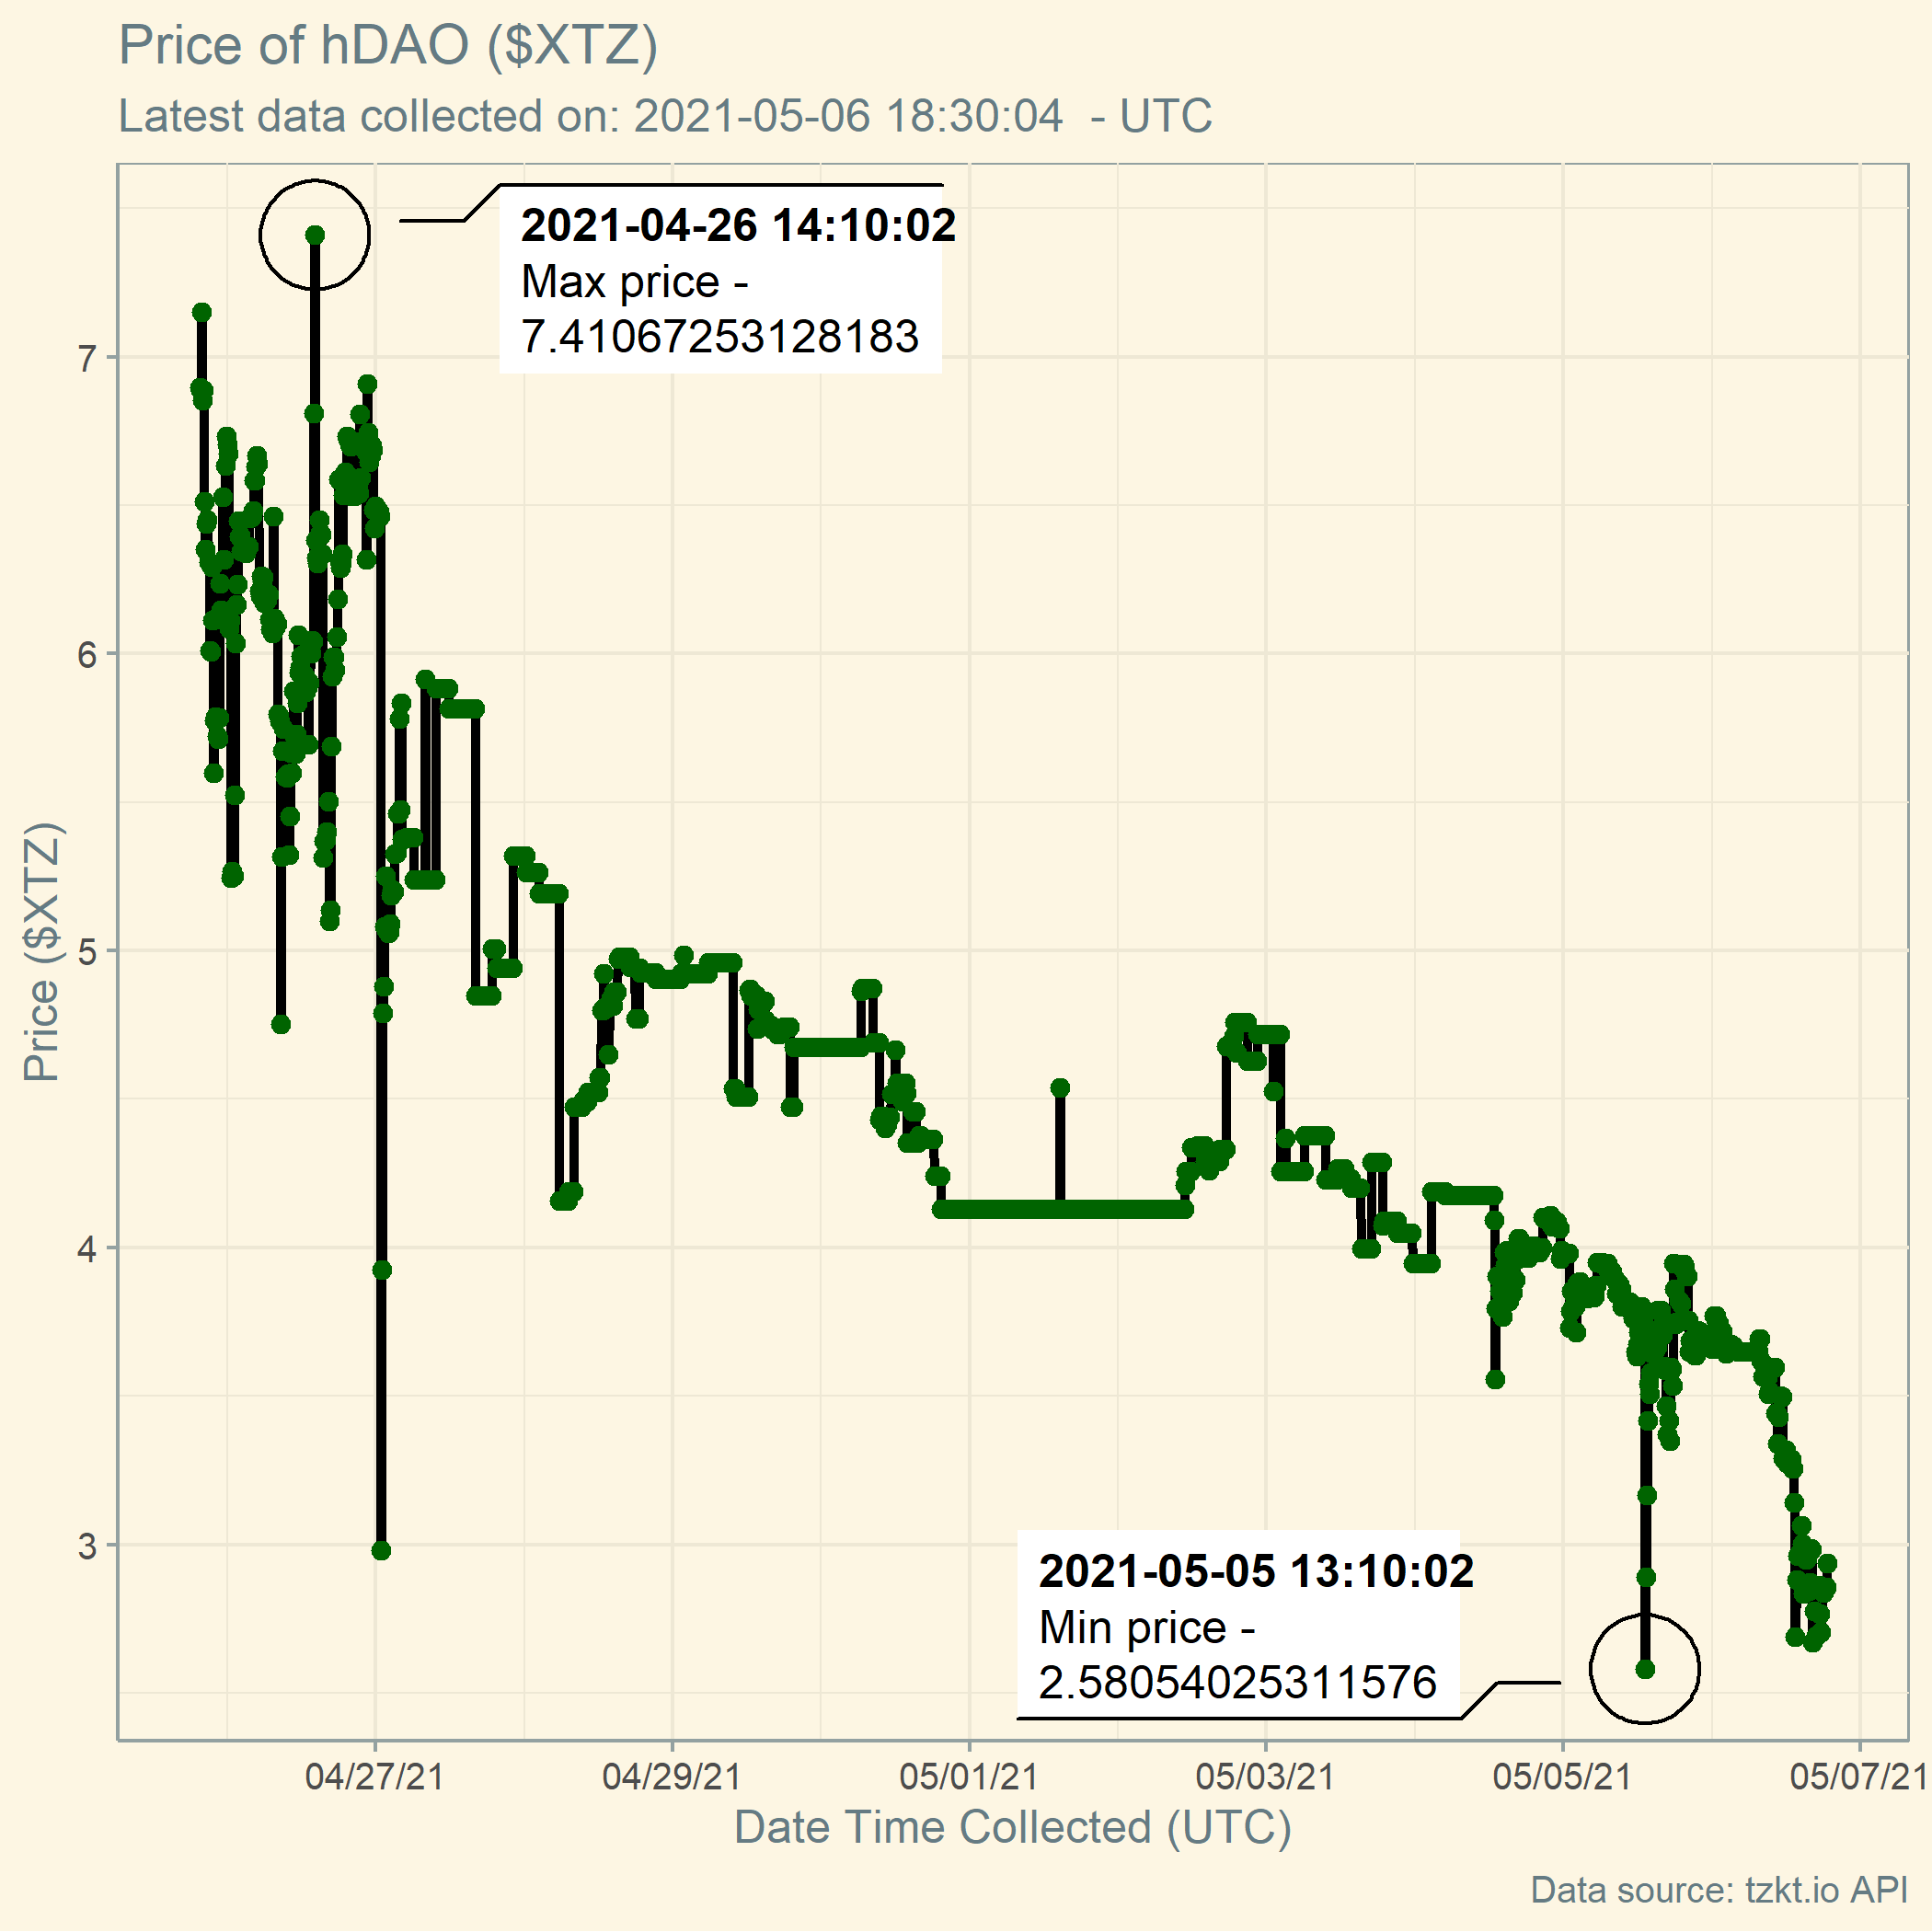 Price of hDAO ($XTZ)
Latest data collected on: 2021-05-06 18:30:04  - UTC
2021-04-26 14:10:02
Max price -
7.41067253128183
7
6
5
4
3
Price ($XTZ)
2021-05-05 13:10:02
Min price -
2.58054025311576
04/27/21 04/29/21 05/01/21 05/03/21 05/05/21 05/07/21
Date Time Collected (UTC)
Data source: tzkt.io API